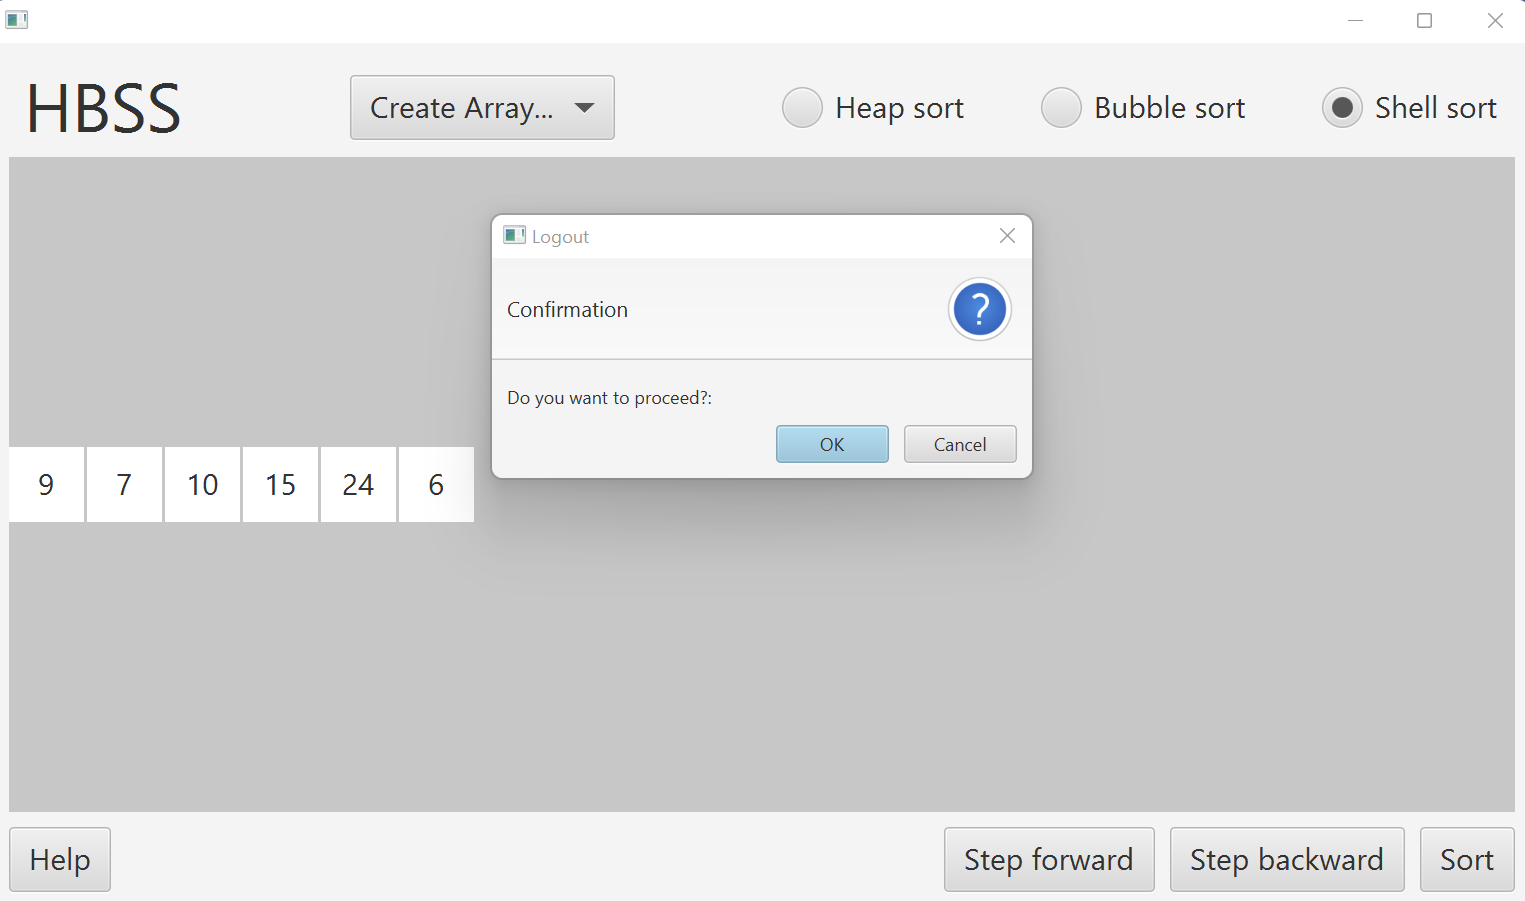 HBSS
Create Array...
Heap sort
Bubble sort
Shell sort
Logout
Confirmation
?
Do you want to proceed?:
OK
Cancel
9 7 10 15 24 6
Help
Step forward
Step backward
Sort